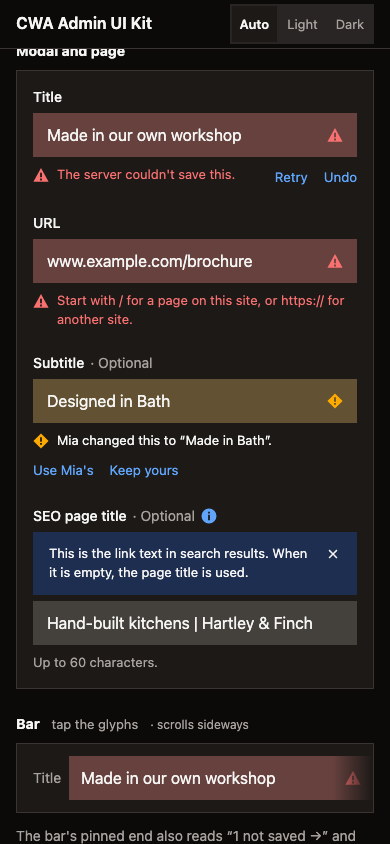 CWA Admin UI Kit
Auto
Light
Dark
Modal and page
Title
Made in our own workshop
The server couldn't save this.
Retry
Undo
URL
www.example.com/brochure
Start with / for a page on this site, or https:// for
another site.
Subtitle · Optional
Designed in Bath
Mia changed this to “Made in Bath”.
Use Mia's
Keep yours
SEO page title · Optional
This is the link text in search results. When
it is empty, the page title is used.
Hand-built kitchens | Hartley & Finch
Up to 60 characters.
Bar tap the glyphs · scrolls sideways
Title
Made in our own workshop
The bar's pinned end also reads “1 not saved →” and